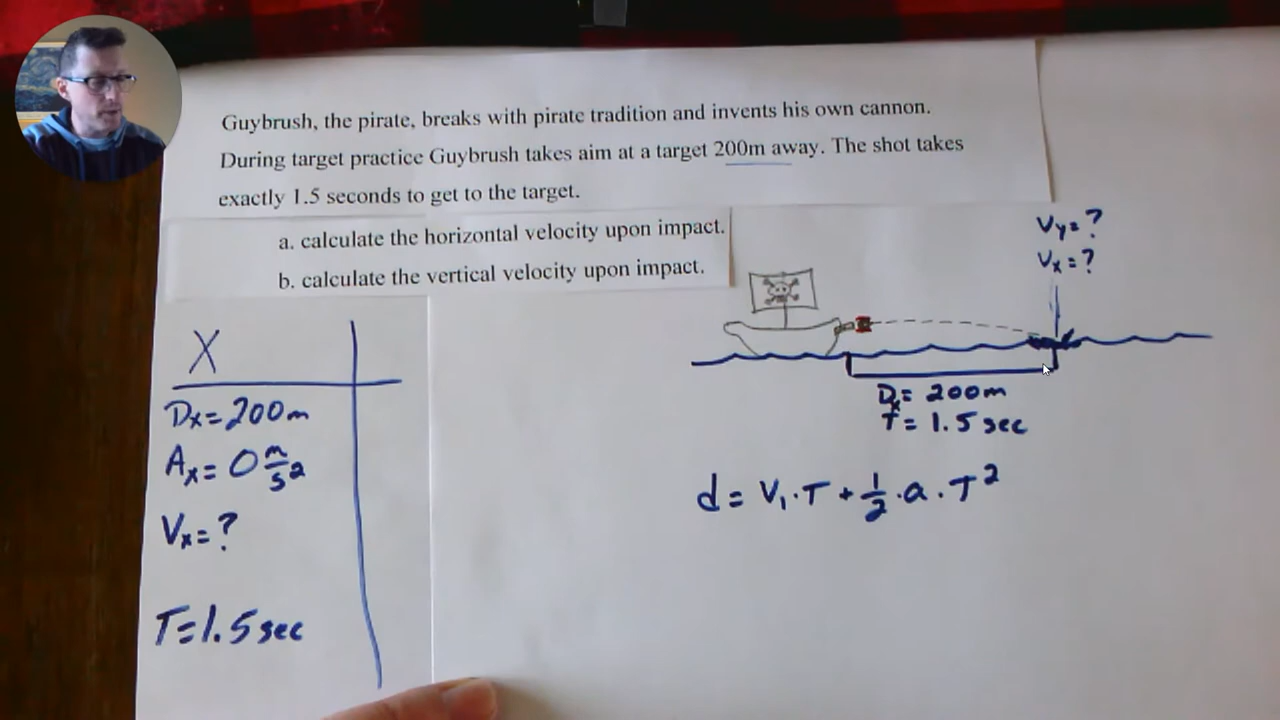 Guybrush, the pirate, breaks with pirate tradition and invents his own cannon.
During target practice Guybrush takes aim at a target 200m away. The shot takes
exactly 1.5 seconds to get to the target.
a. calculate the horizontal velocity upon impact.
b. calculate the vertical velocity upon impact.
Vy=?
Vx=?
X
Dx=200m
Ax=0 m/s2
Vx=?
T=1.5 sec
Dx= 200m
T= 1.5 sec
d= V1·T+1/2·a·T²